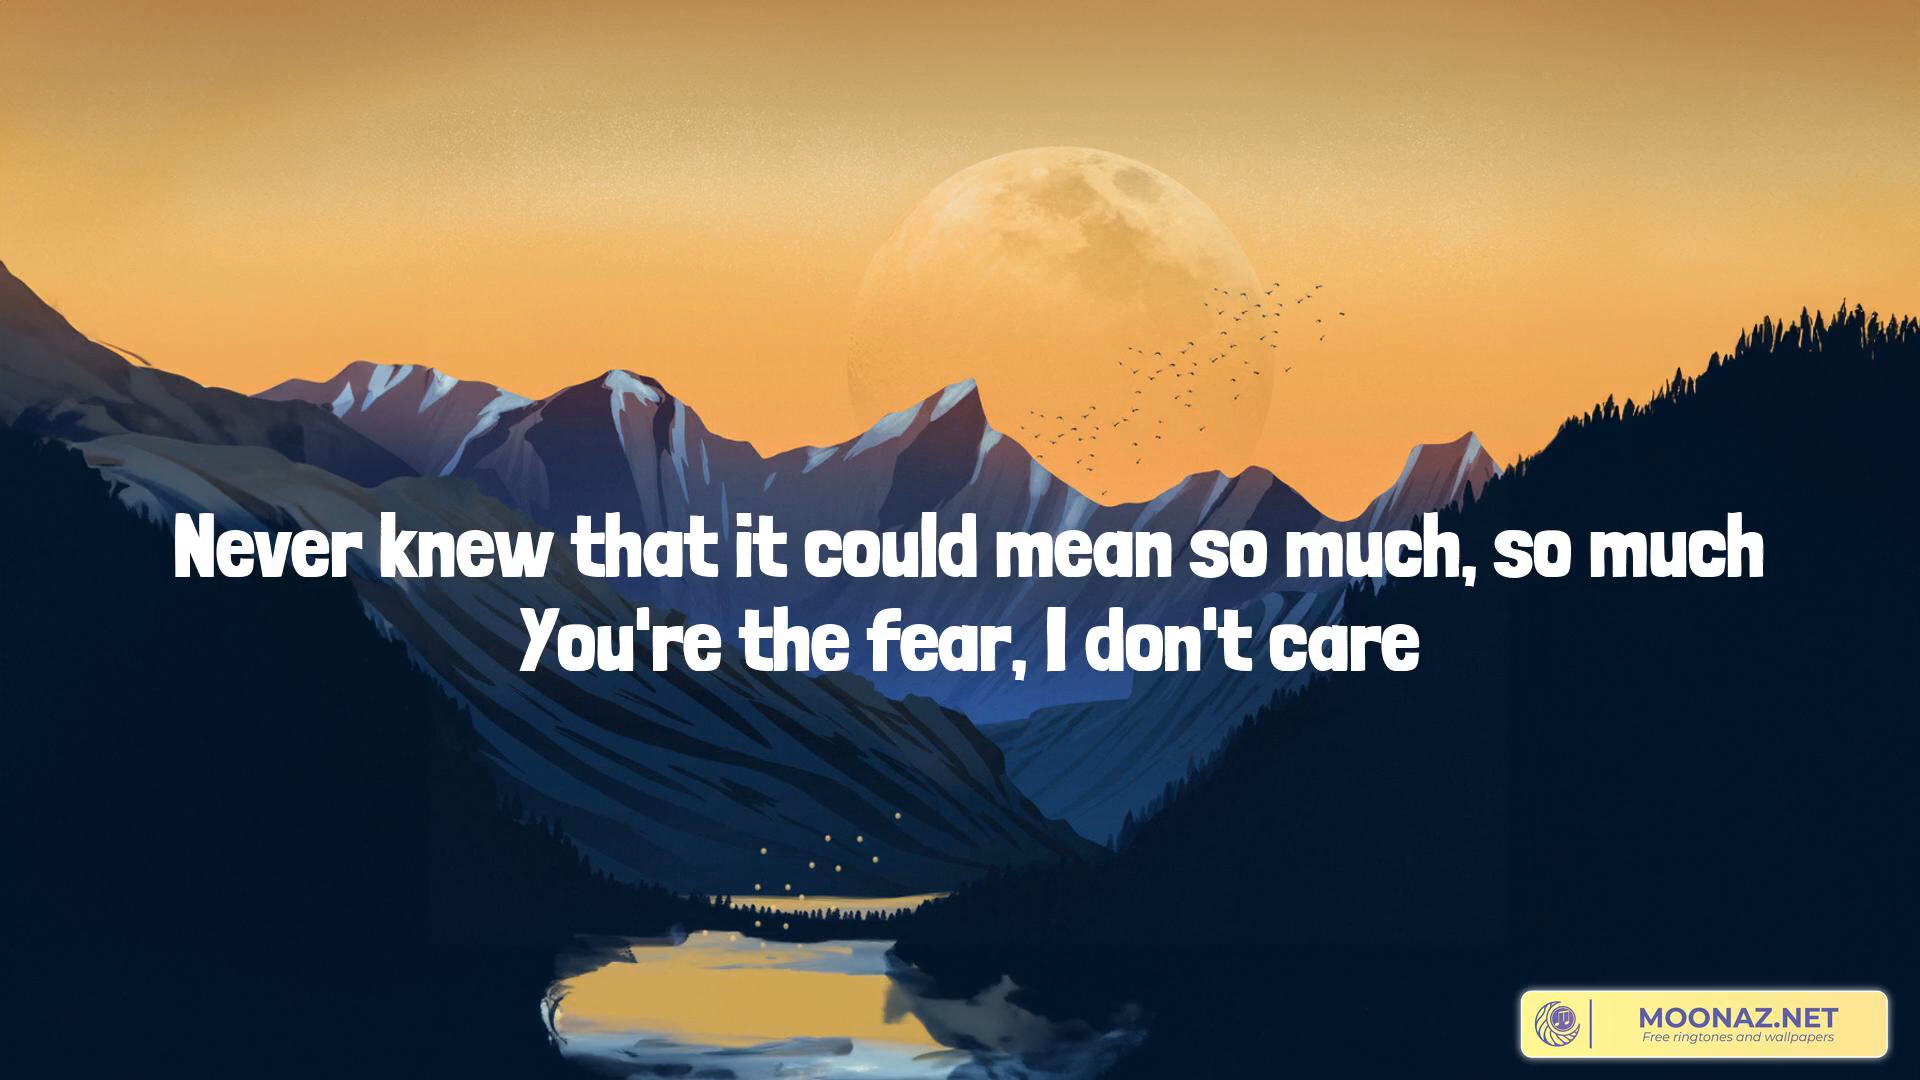 Never knew that it could mean so much, so much
You're the fear, I don't care
MOONAZ.NET
Free ringtones and wallpapers